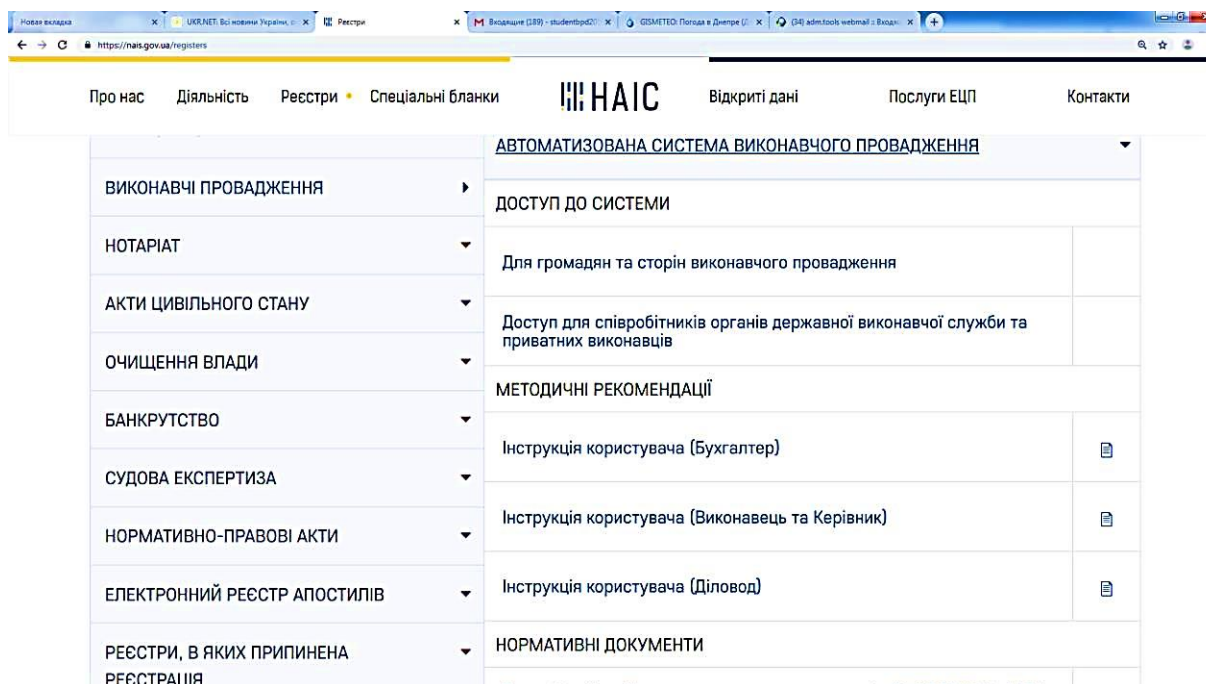 Новая вкладка
UKR.NET: Всі новини України,
Реєстри
Входящие (189) - studentbpd20
GISMETEO: Погода в Днепре
(34) adm.tools webmail :: Входя
https://nais.gov.ua/registers
Про нас Діяльність Реєстри • Спеціальні бланки НАІС Відкриті дані Послуги ЕЦП Контакти
ВИКОНАВЧІ ПРОВАДЖЕННЯ
НОТАРІАТ
АКТИ ЦИВІЛЬНОГО СТАНУ
ОЧИЩЕННЯ ВЛАДИ
БАНКРУТСТВО
СУДОВА ЕКСПЕРТИЗА
НОРМАТИВНО-ПРАВОВІ АКТИ
ЕЛЕКТРОННИЙ РЕЄСТР АПОСТИЛІВ
РЕЄСТРИ, В ЯКИХ ПРИПИНЕНА
РЕЄСТРАЦІЯ
АВТОМАТИЗОВАНА СИСТЕМА ВИКОНАВЧОГО ПРОВАДЖЕННЯ
ДОСТУП ДО СИСТЕМИ
Для громадян та сторін виконавчого провадження
Доступ для співробітників органів державної виконавчої служби та
приватних виконавців
МЕТОДИЧНІ РЕКОМЕНДАЦІЇ
Інструкція користувача (Бухгалтер)
Інструкція користувача (Виконавець та Керівник)
Інструкція користувача (Діловод)
НОРМАТИВНІ ДОКУМЕНТИ